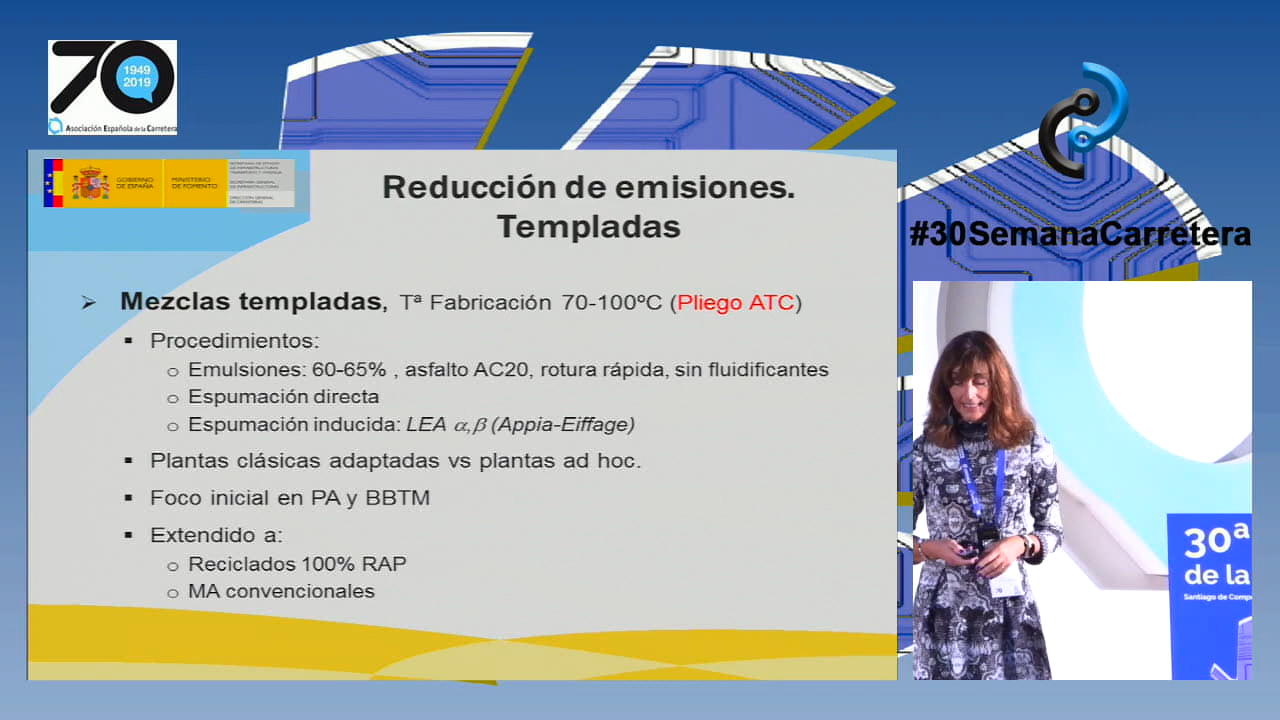 70
1949
2019
Asociación Española de la Carretera
GOBIERNO
DE ESPAÑA
MINISTERIO
DE FOMENTO
Reducción de emisiones.
Templadas
➢ Mezclas templadas, Tª Fabricación 70-100ºC (Pliego ATC)
▪ Procedimientos:
o Emulsiones: 60-65% , asfalto AC20, rotura rápida, sin fluidificantes
o Espumación directa
o Espumación inducida: LEA α,β (Appia-Eiffage)
▪ Plantas clásicas adaptadas vs plantas ad hoc.
▪ Foco inicial en PA y BBTM
▪ Extendido a:
o Reciclados 100% RAP
o MA convencionales
#30SemanaCarretera
30ª
de la
Santiago de Compo